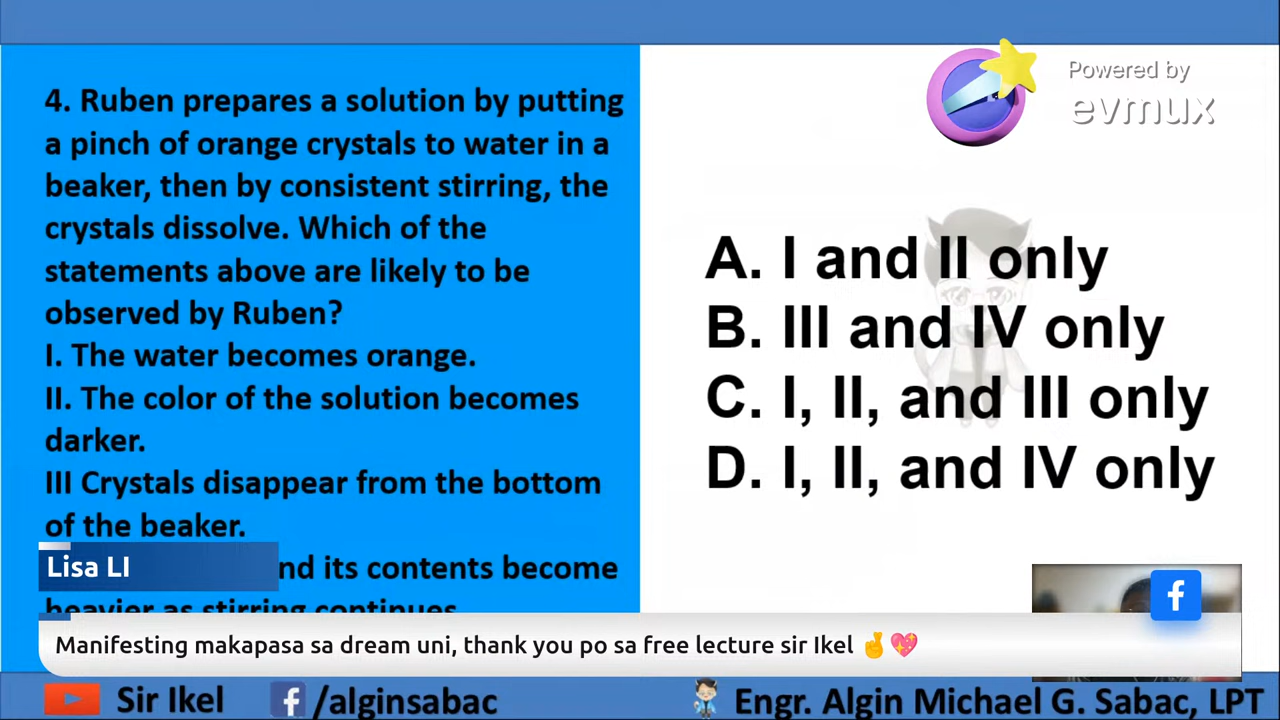 4. Ruben prepares a solution by putting
a pinch of orange crystals to water in a
beaker, then by consistent stirring, the
crystals dissolve. Which of the
statements above are likely to be
observed by Ruben?
I. The water becomes orange.
II. The color of the solution becomes
darker.
III Crystals disappear from the bottom
of the beaker.
its contents become
heavier as stirring continues.
Powered by
evmux
A. I and II only
B. III and IV only
C. I, II, and III only
D. I, II, and IV only
Lisa LI
Manifesting makapasa sa dream uni, thank you po sa free lecture sir Ikel 🤞💖
Sir Ikel
/alginsabac
Engr. Algin Michael G. Sabac, LPT